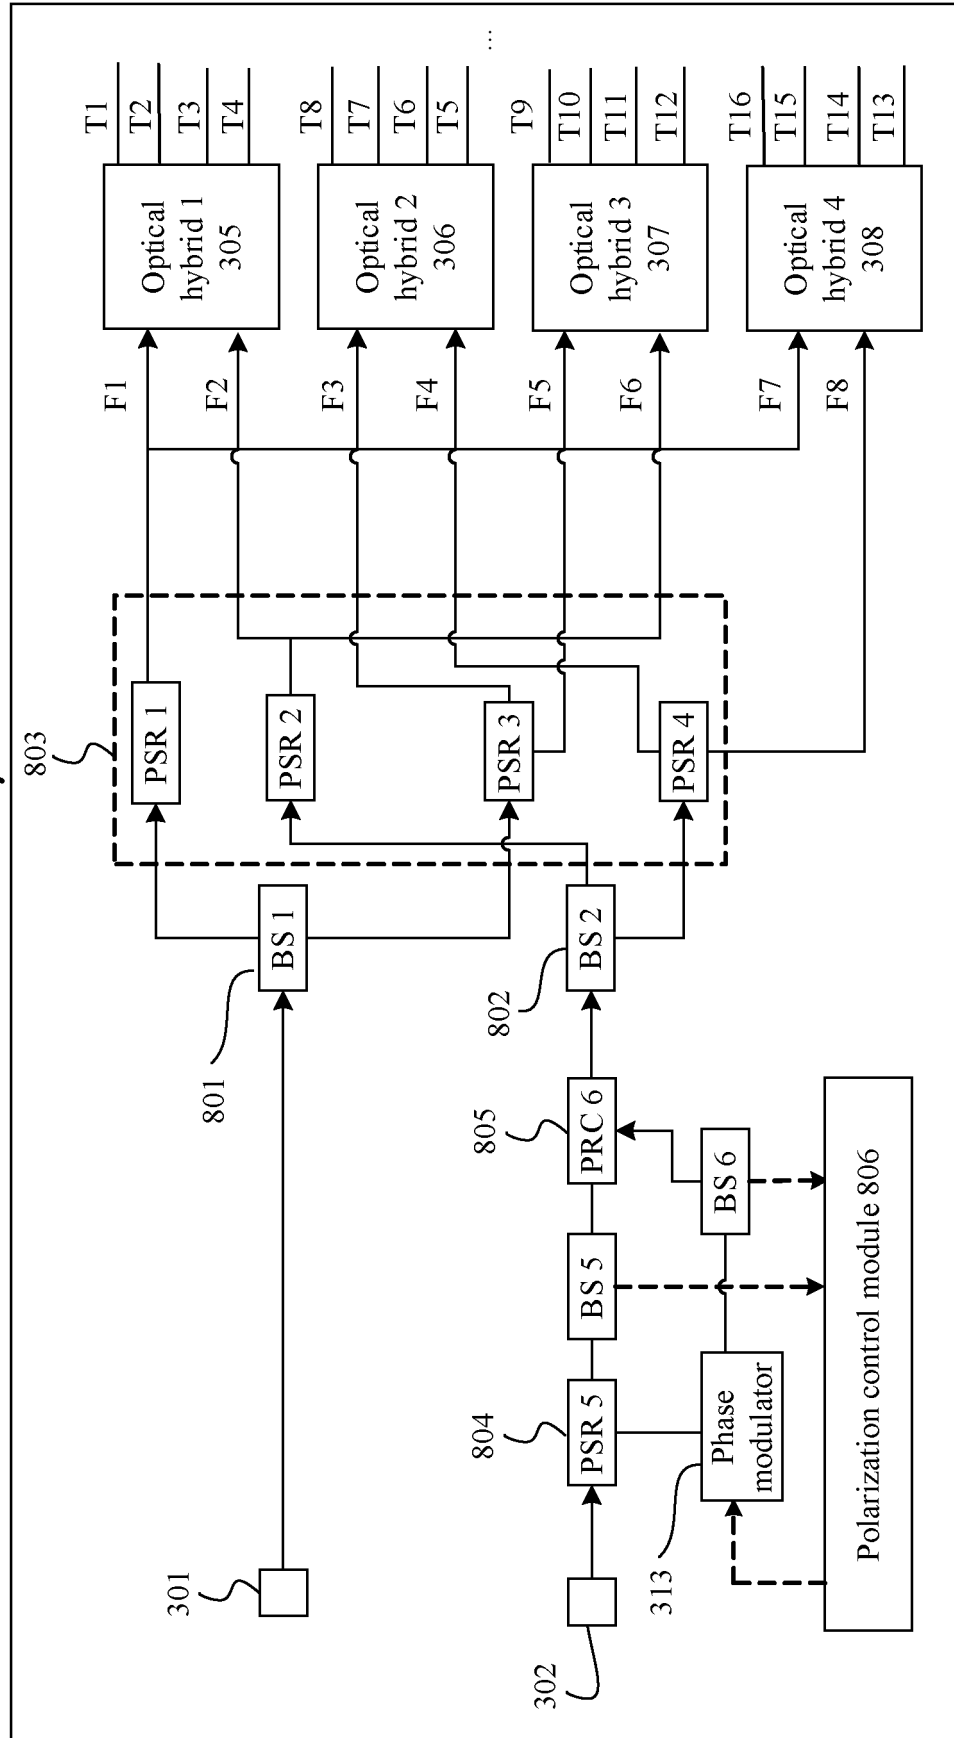 301
801
BS 1
803
PSR 1
PSR 2
PSR 3
PSR 4
F1
F2
F3
F4
F5
F6
F7
F8
Optical
hybrid 1
305
Optical
hybrid 2
306
Optical
hybrid 3
307
Optical
hybrid 4
308
T1
T2
T3
T4
T8
T7
T6
T5
T9
T10
T11
T12
T16
T15
T14
T13
...
302
804
PSR 5
BS 5
805
PRC 6
802
BS 2
313
Phase
modulator
BS 6
Polarization control module 806